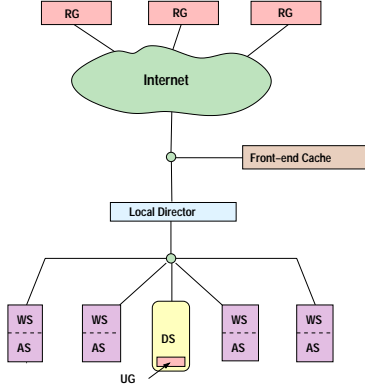 RG RG RG
Internet
Front-end Cache
Local Director
WS WS WS WS
DS
AS AS AS AS
UG